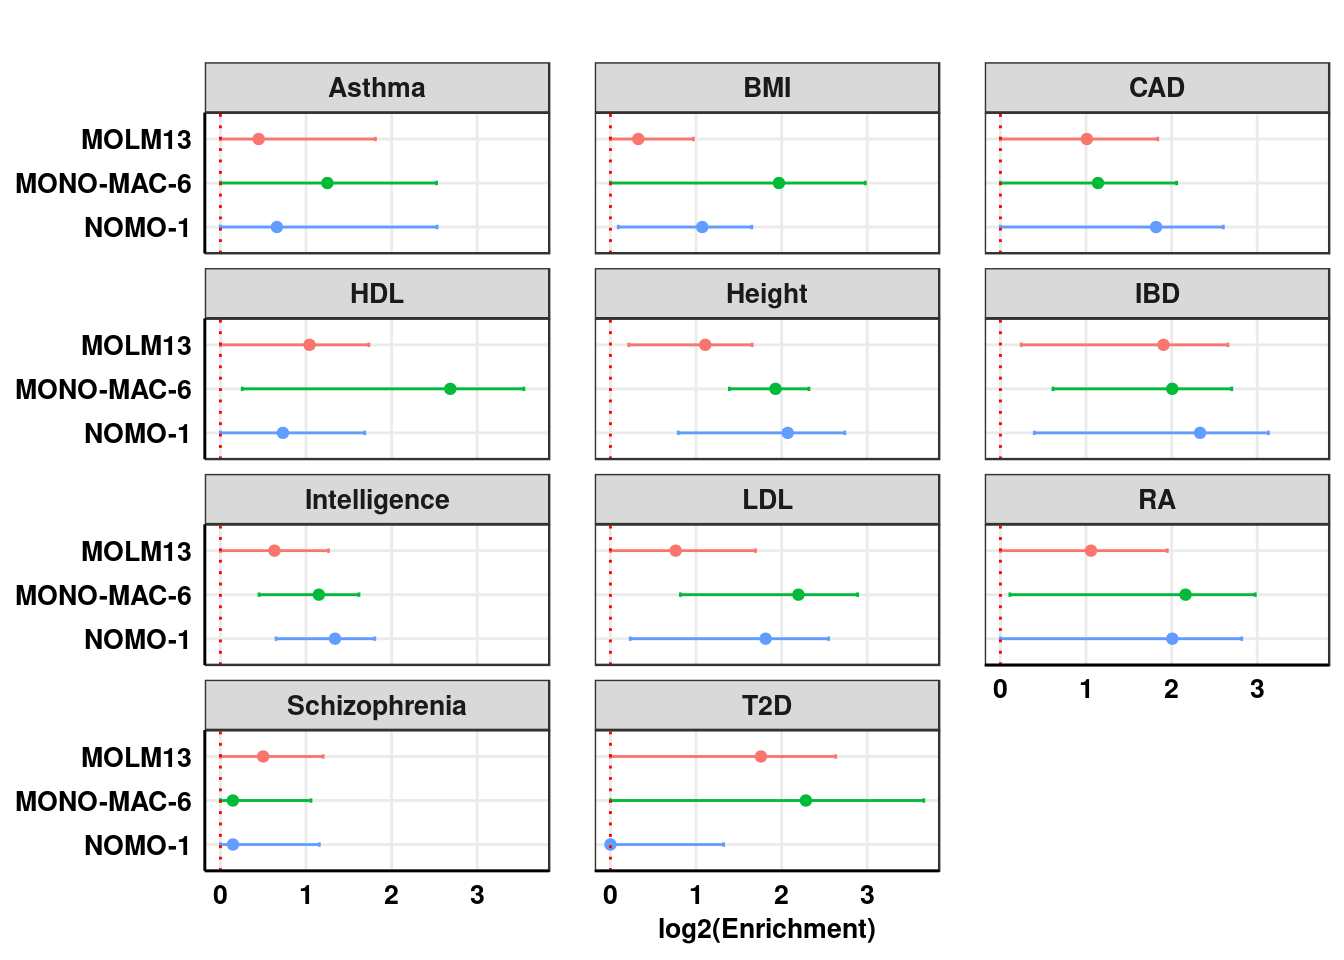 Asthma BMI CAD
MOLM13
MONO-MAC-6
NOMO-1
HDL Height IBD
MOLM13
MONO-MAC-6
NOMO-1
Intelligence LDL RA
MOLM13
MONO-MAC-6
NOMO-1
0 1 2 3
Schizophrenia T2D
MOLM13
MONO-MAC-6
NOMO-1
0 1 2 3 0 1 2 3
log2(Enrichment)